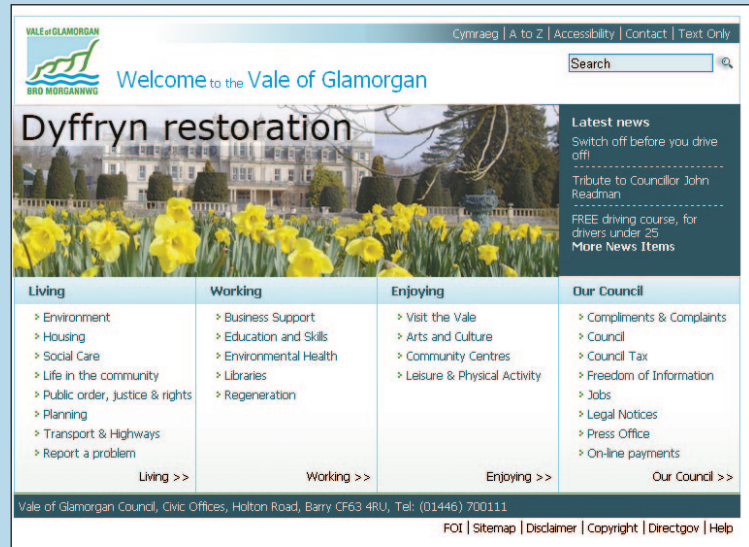 VALE of GLAMORGAN
BRO MORGANNWG
Cymraeg | A to Z | Accessibility | Contact | Text Only
Search
Welcome to the Vale of Glamorgan
Dyffryn restoration
Latest news
Switch off before you drive
off!
Tribute to Councillor John
Readman
FREE driving course, for
drivers under 25
More News Items
Living
Environment
Housing
Social Care
Life in the community
Public order, justice & rights
Planning
Transport & Highways
Report a problem
Living >>
Working
Business Support
Education and Skills
Environmental Health
Libraries
Regeneration
Working >>
Enjoying
Visit the Vale
Arts and Culture
Community Centres
Leisure & Physical Activity
Enjoying >>
Our Council
Compliments & Complaints
Council
Council Tax
Freedom of Information
Jobs
Legal Notices
Press Office
On-line payments
Our Council >>
Vale of Glamorgan Council, Civic Offices, Holton Road, Barry CF63 4RU, Tel: (01446) 700111
FOI | Sitemap | Disclaimer | Copyright | Directgov | Help